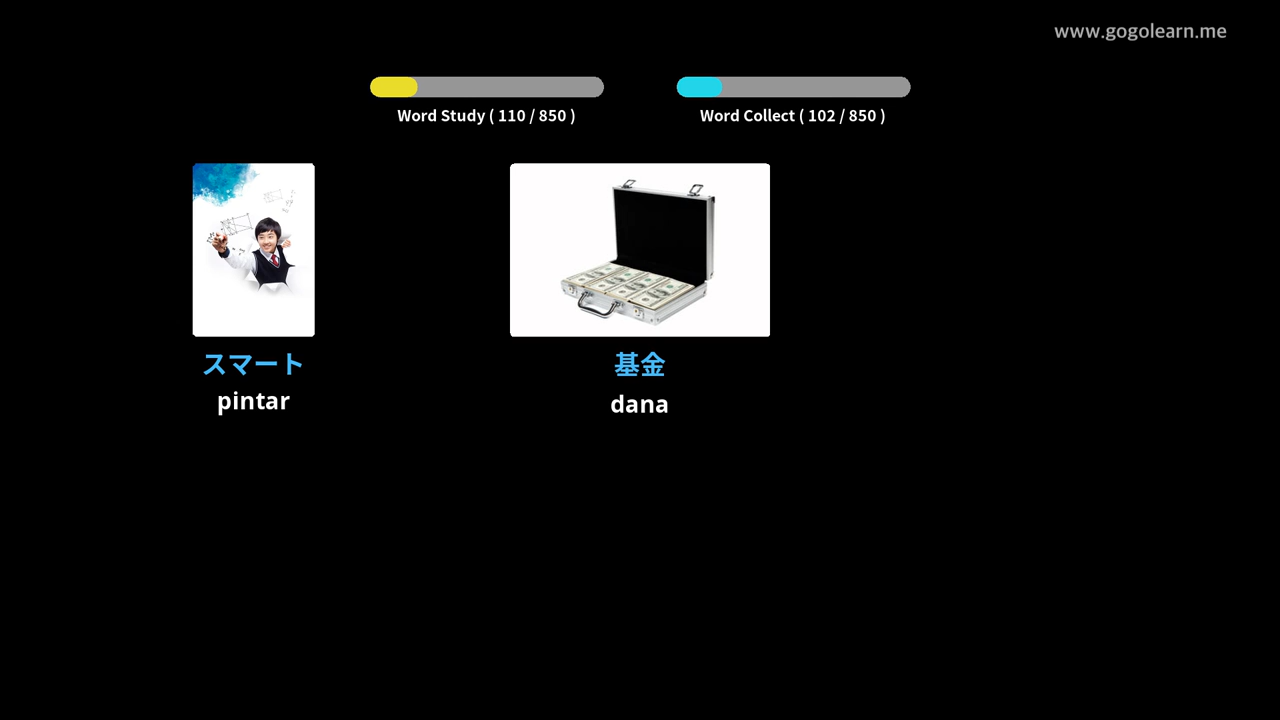 www.gogolearn.me
Word Study ( 110 / 850 )
Word Collect ( 102 / 850 )
スマート
pintar
基金
dana